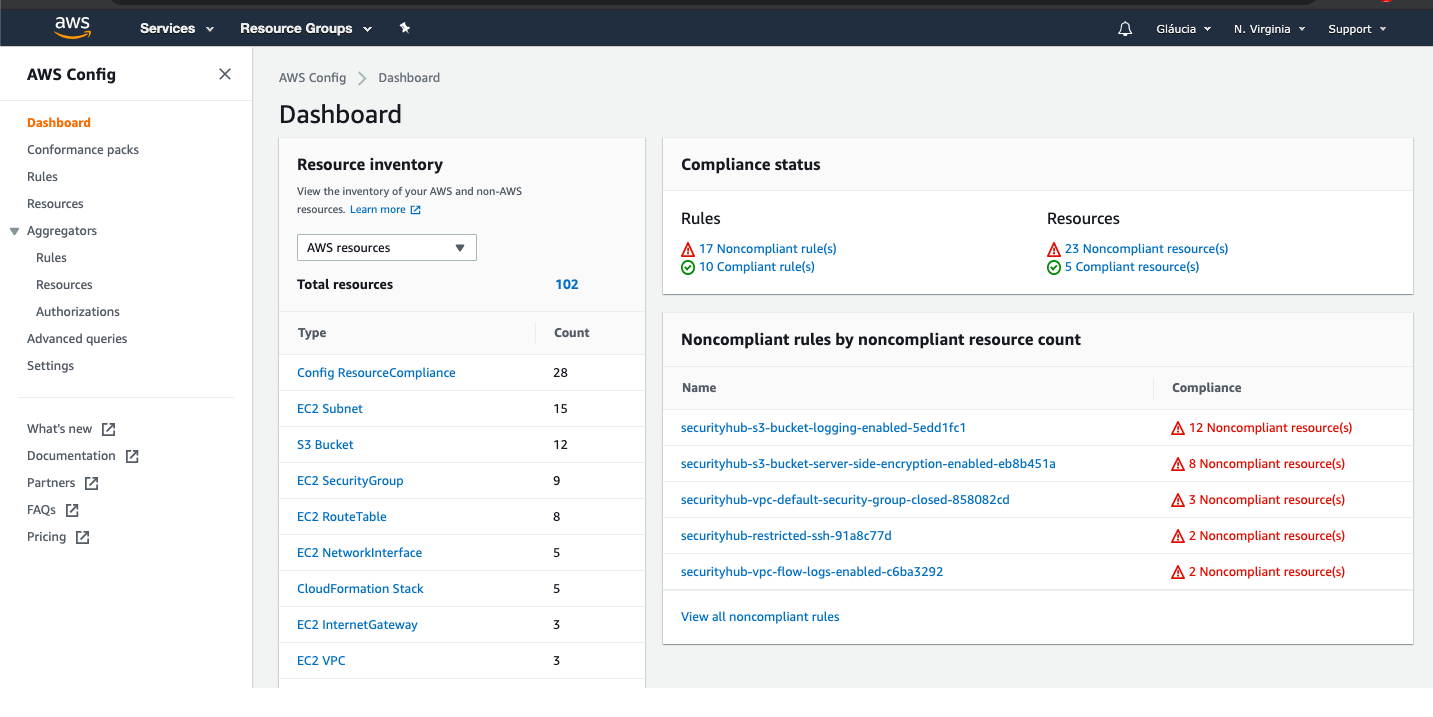 aws
Services
Resource Groups
Gláucia
N. Virginia
Support
AWS Config
Dashboard
Conformance packs
Rules
Resources
Aggregators
Rules
Resources
Authorizations
Advanced queries
Settings
What's new
Documentation
Partners
FAQs
Pricing
AWS Config
Dashboard
Dashboard
Resource inventory
View the inventory of your AWS and non-AWS
resources. Learn more
AWS resources
Total resources 102
Type Count
Config ResourceCompliance 28
EC2 Subnet 15
S3 Bucket 12
EC2 SecurityGroup 9
EC2 RouteTable 8
EC2 NetworkInterface 5
CloudFormation Stack 5
EC2 InternetGateway 3
EC2 VPC 3
Compliance status
Rules
17 Noncompliant rule(s)
10 Compliant rule(s)
Resources
23 Noncompliant resource(s)
5 Compliant resource(s)
Noncompliant rules by noncompliant resource count
Name Compliance
securityhub-s3-bucket-logging-enabled-5edd1fc1 12 Noncompliant resource(s)
securityhub-s3-bucket-server-side-encryption-enabled-eb8b451a 8 Noncompliant resource(s)
securityhub-vpc-default-security-group-closed-858082cd 3 Noncompliant resource(s)
securityhub-restricted-ssh-91a8c77d 2 Noncompliant resource(s)
securityhub-vpc-flow-logs-enabled-c6ba3292 2 Noncompliant resource(s)
View all noncompliant rules